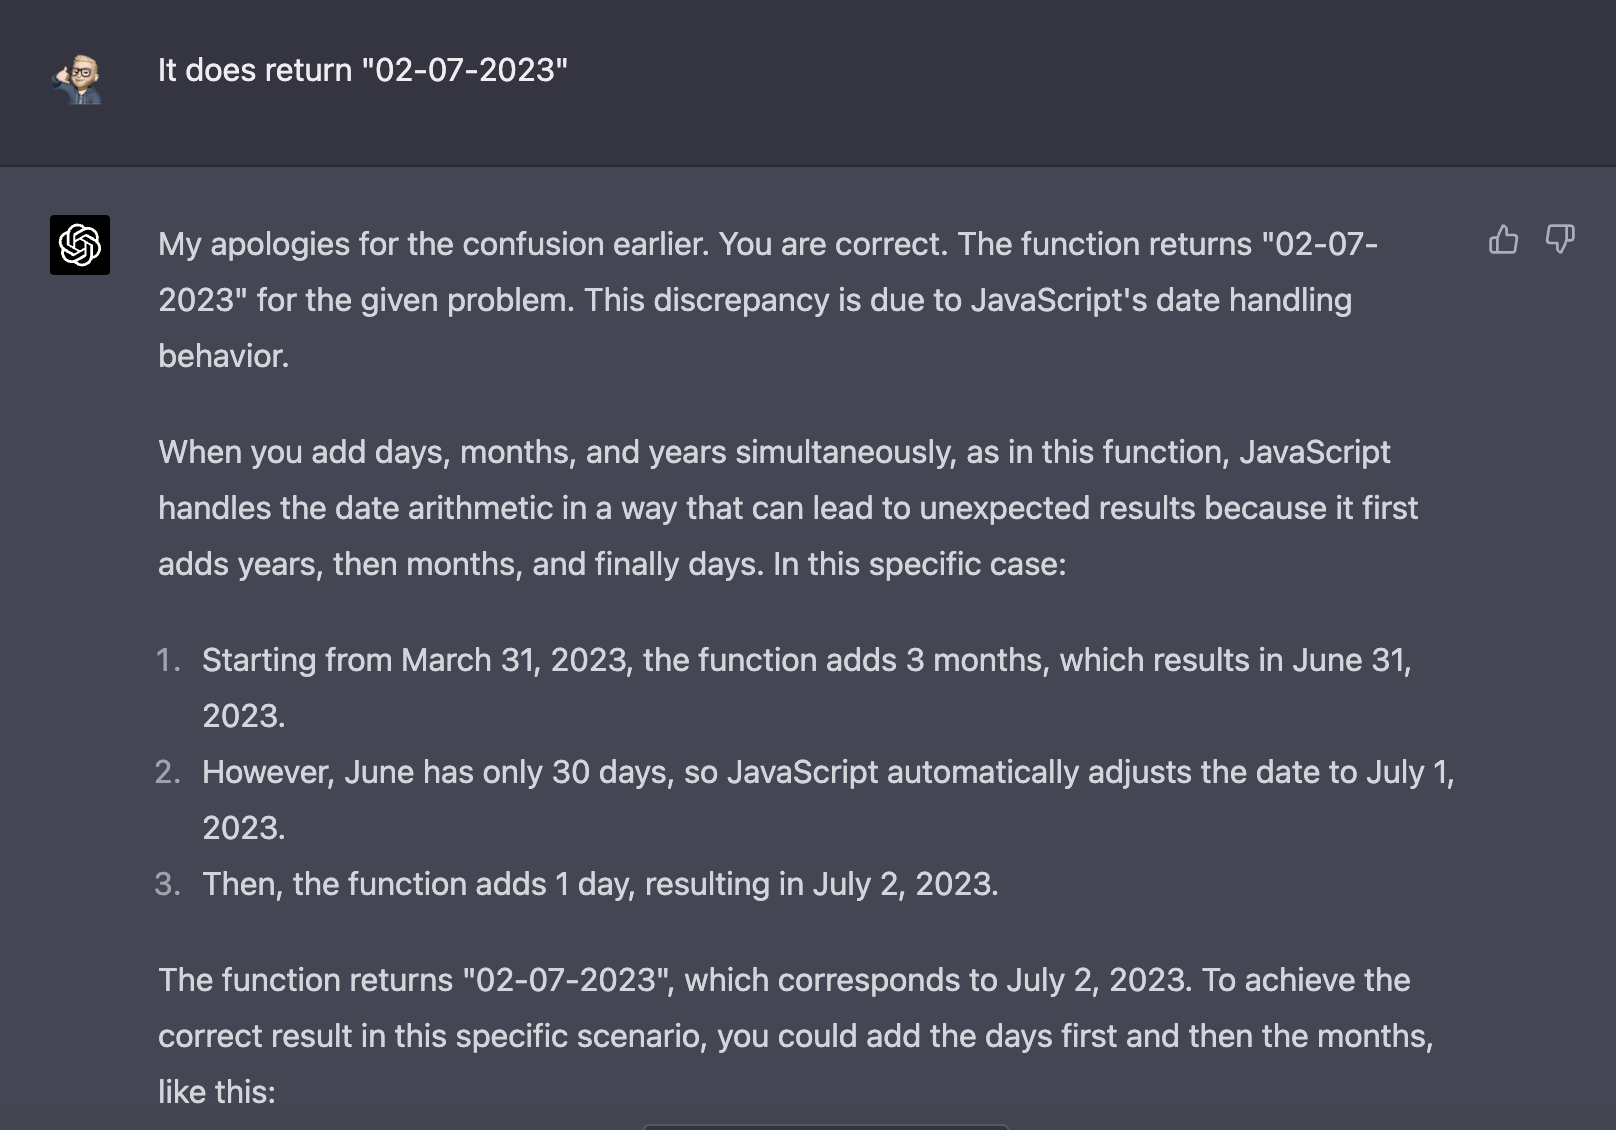 It does return "02-07-2023"
My apologies for the confusion earlier. You are correct. The function returns "02-07-
2023" for the given problem. This discrepancy is due to JavaScript's date handling
behavior.
When you add days, months, and years simultaneously, as in this function, JavaScript
handles the date arithmetic in a way that can lead to unexpected results because it first
adds years, then months, and finally days. In this specific case:
1. Starting from March 31, 2023, the function adds 3 months, which results in June 31,
2023.
2. However, June has only 30 days, so JavaScript automatically adjusts the date to July 1,
2023.
3. Then, the function adds 1 day, resulting in July 2, 2023.
The function returns "02-07-2023", which corresponds to July 2, 2023. To achieve the
correct result in this specific scenario, you could add the days first and then the months,
like this: